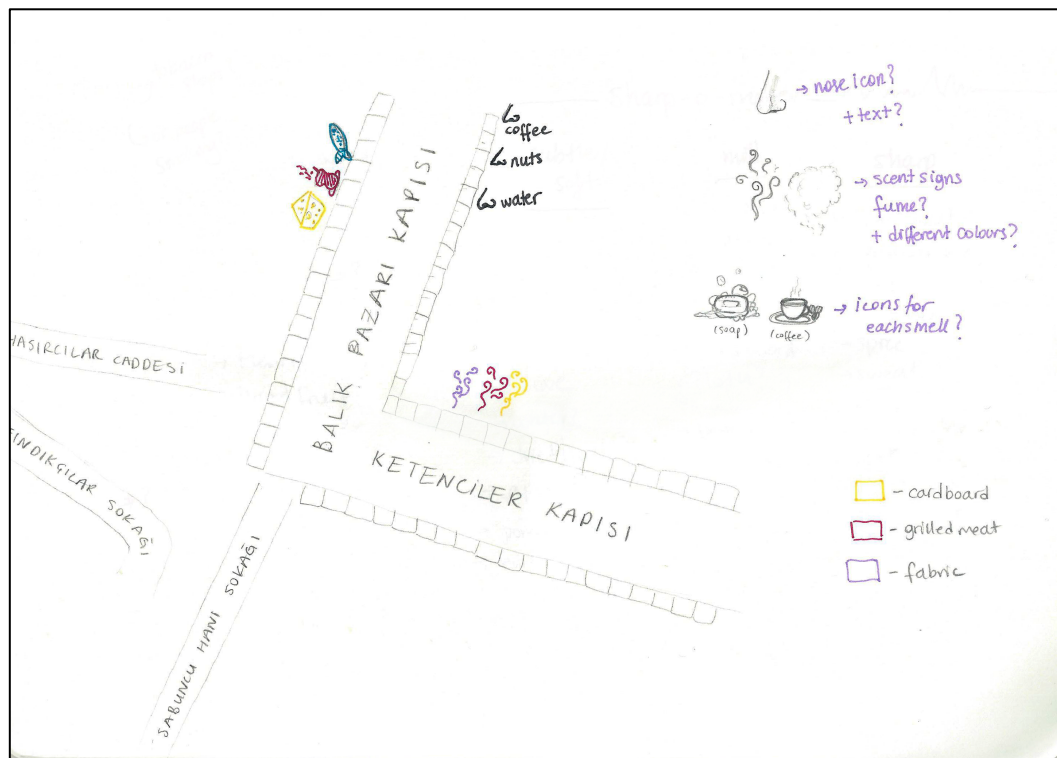 coffee
nuts
water
BALIK PAZARI KAPISI
HASIRCILAR CADDESİ
FINDIKÇILAR SOKAĞI
SABUNCU HANI SOKAĞI
KETENCİLER KAPISI
→ nose icon?
+ text?
→ scent signs
fume?
+ different colours?
(soap)
(coffee)
→ icons for
each smell?
- cardboard
- grilled meat
- fabric